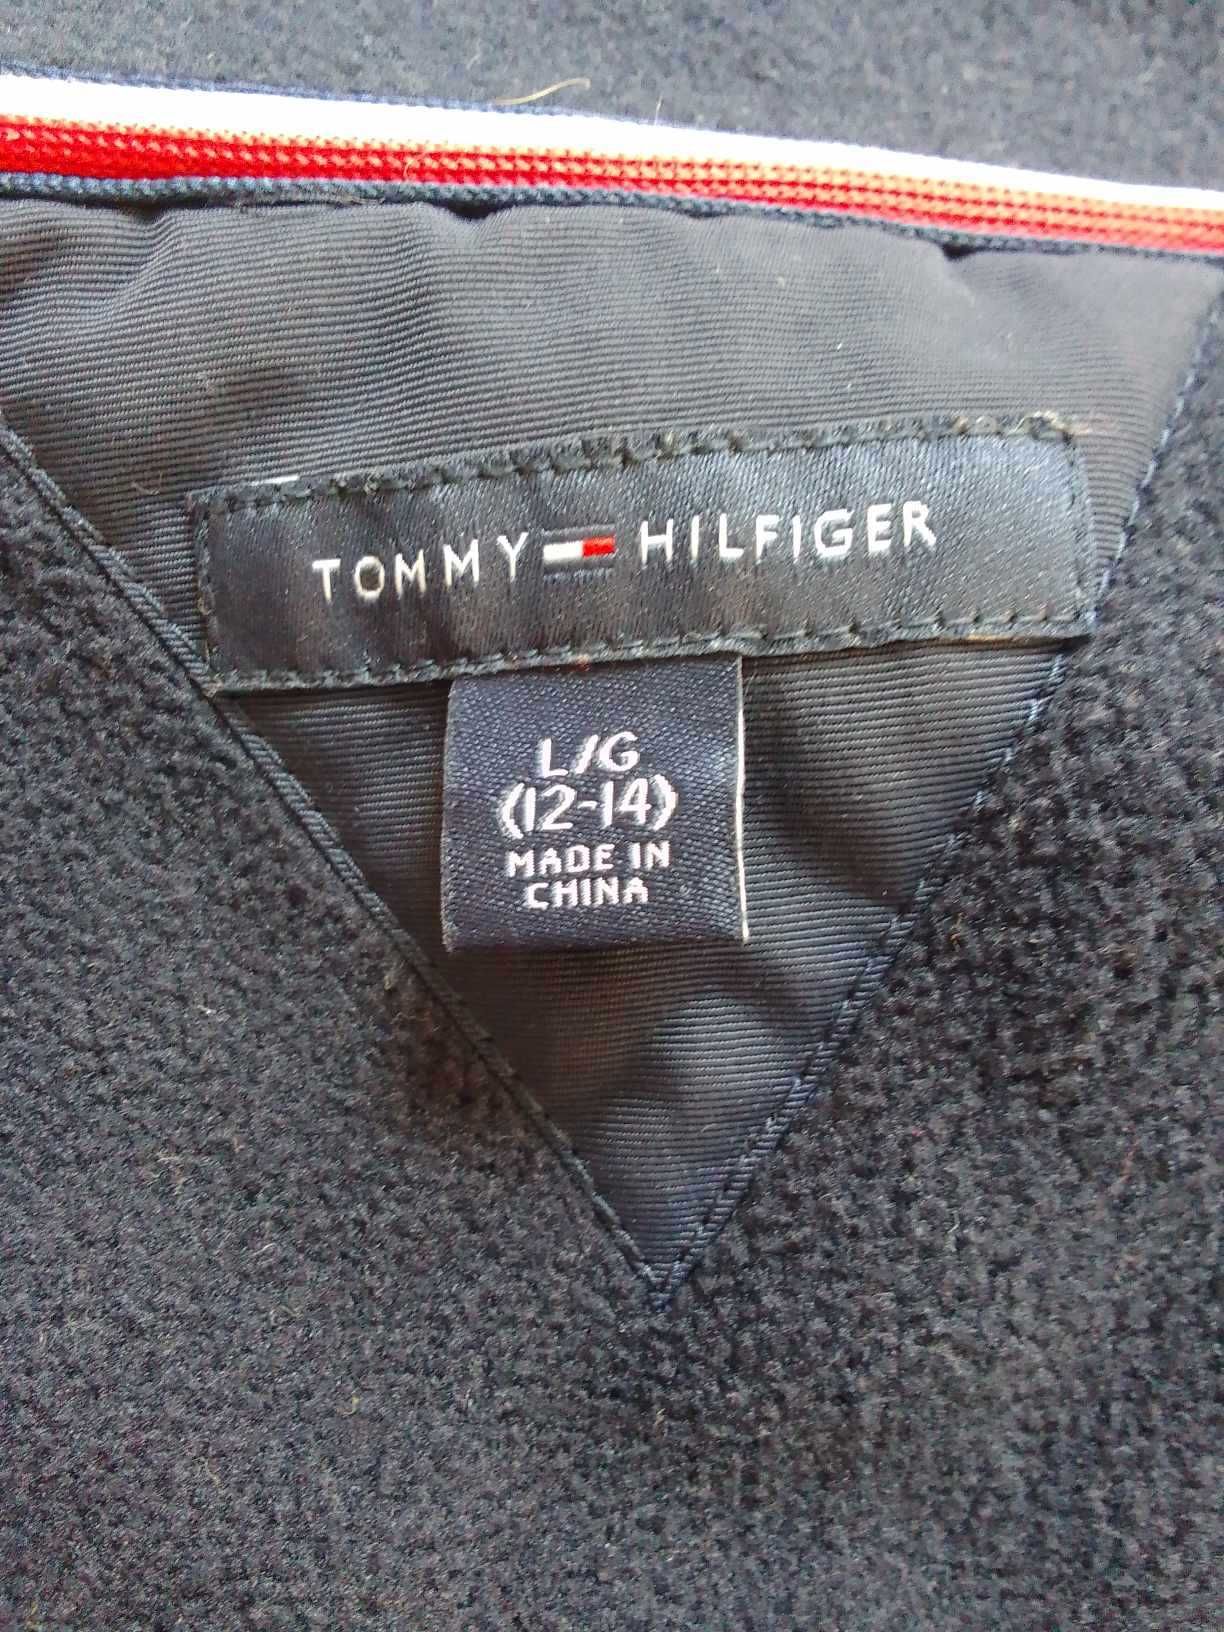 TOMMY HILFIGER
L/G
(12-14)
MADE IN
CHINA